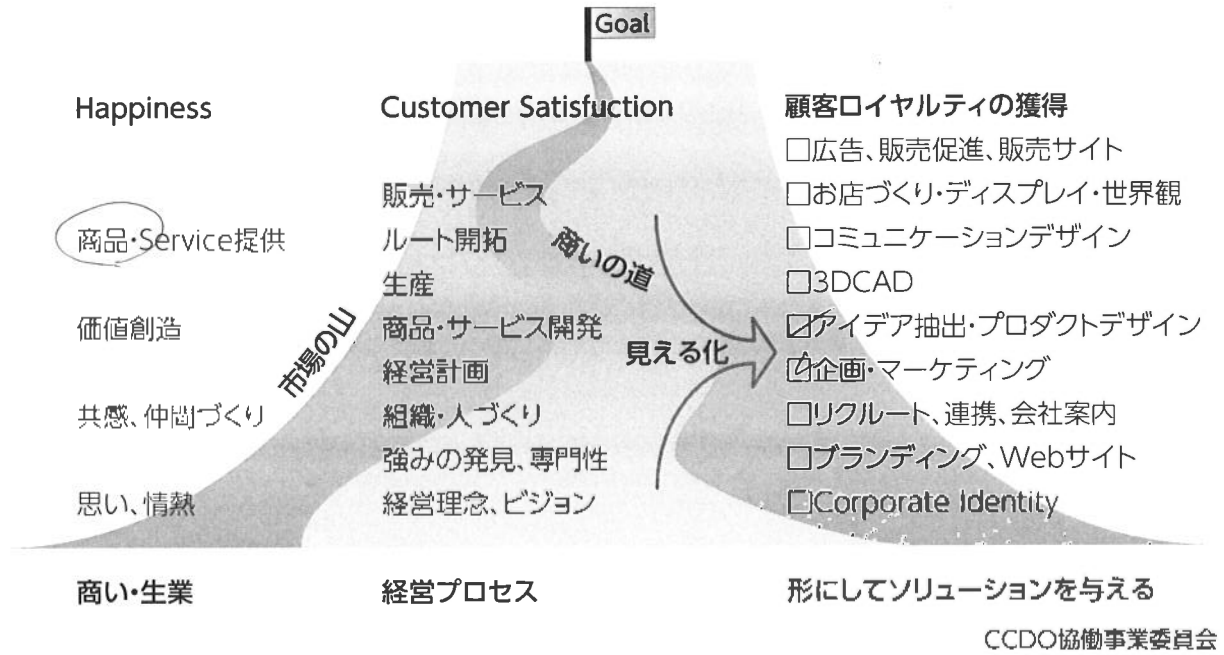 Goal
Happiness
商品・Service提供
価値創造
共感、仲間づくり
思い、情熱
商い・生業
市場の山
Customer Satisfuction
販売・サービス
ルート開拓
生産
商品・サービス開発
経営計画
組織・人づくり
強みの発見、専門性
経営理念、ビジョン
経営プロセス
商いの道
見える化
顧客ロイヤルティの獲得
□広告、販売促進、販売サイト
□お店づくり・ディスプレイ・世界観
□コミュニケーションデザイン
□3DCAD
☑アイデア抽出・プロダクトデザイン
☑企画・マーケティング
□リクルート、連携、会社案内
□ブランディング、Webサイト
□Corporate Identity
形にしてソリューションを与える
CCDO協働事業委員会